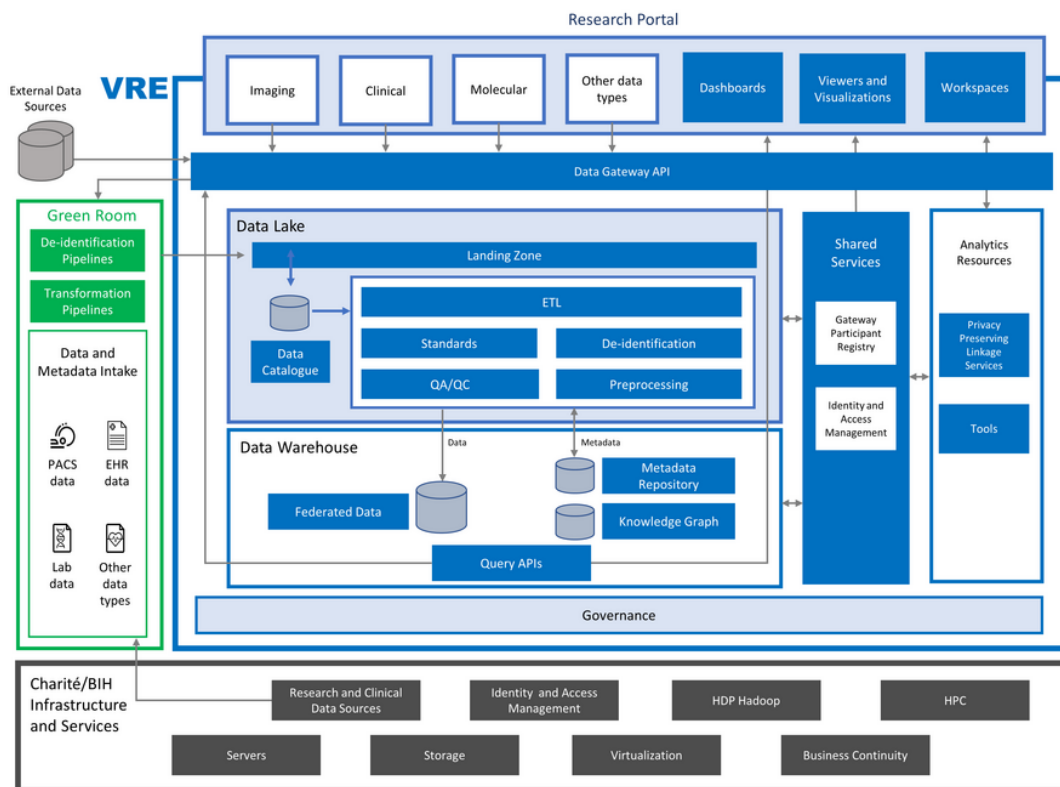 Research Portal
VRE
External Data
Sources
Imaging
Clinical
Molecular
Other data
types
Dashboards
Viewers and
Visualizations
Workspaces
Data Gateway API
Green Room
De-identification
Pipelines
Transformation
Pipelines
Data and
Metadata Intake
PACS
data
EHR
data
Lab
data
Other
data
types
Data Lake
Landing Zone
Data
Catalogue
ETL
Standards
De-identification
QA/QC
Preprocessing
Data
Metadata
Data Warehouse
Federated Data
Metadata
Repository
Knowledge Graph
Query APIs
Shared
Services
Gateway
Participant
Registry
Identity and
Access
Management
Analytics
Resources
Privacy
Preserving
Linkage
Services
Tools
Governance
Charité/BIH
Infrastructure
and Services
Research and Clinical
Data Sources
Identity and Access
Management
HDP Hadoop
HPC
Servers
Storage
Virtualization
Business Continuity